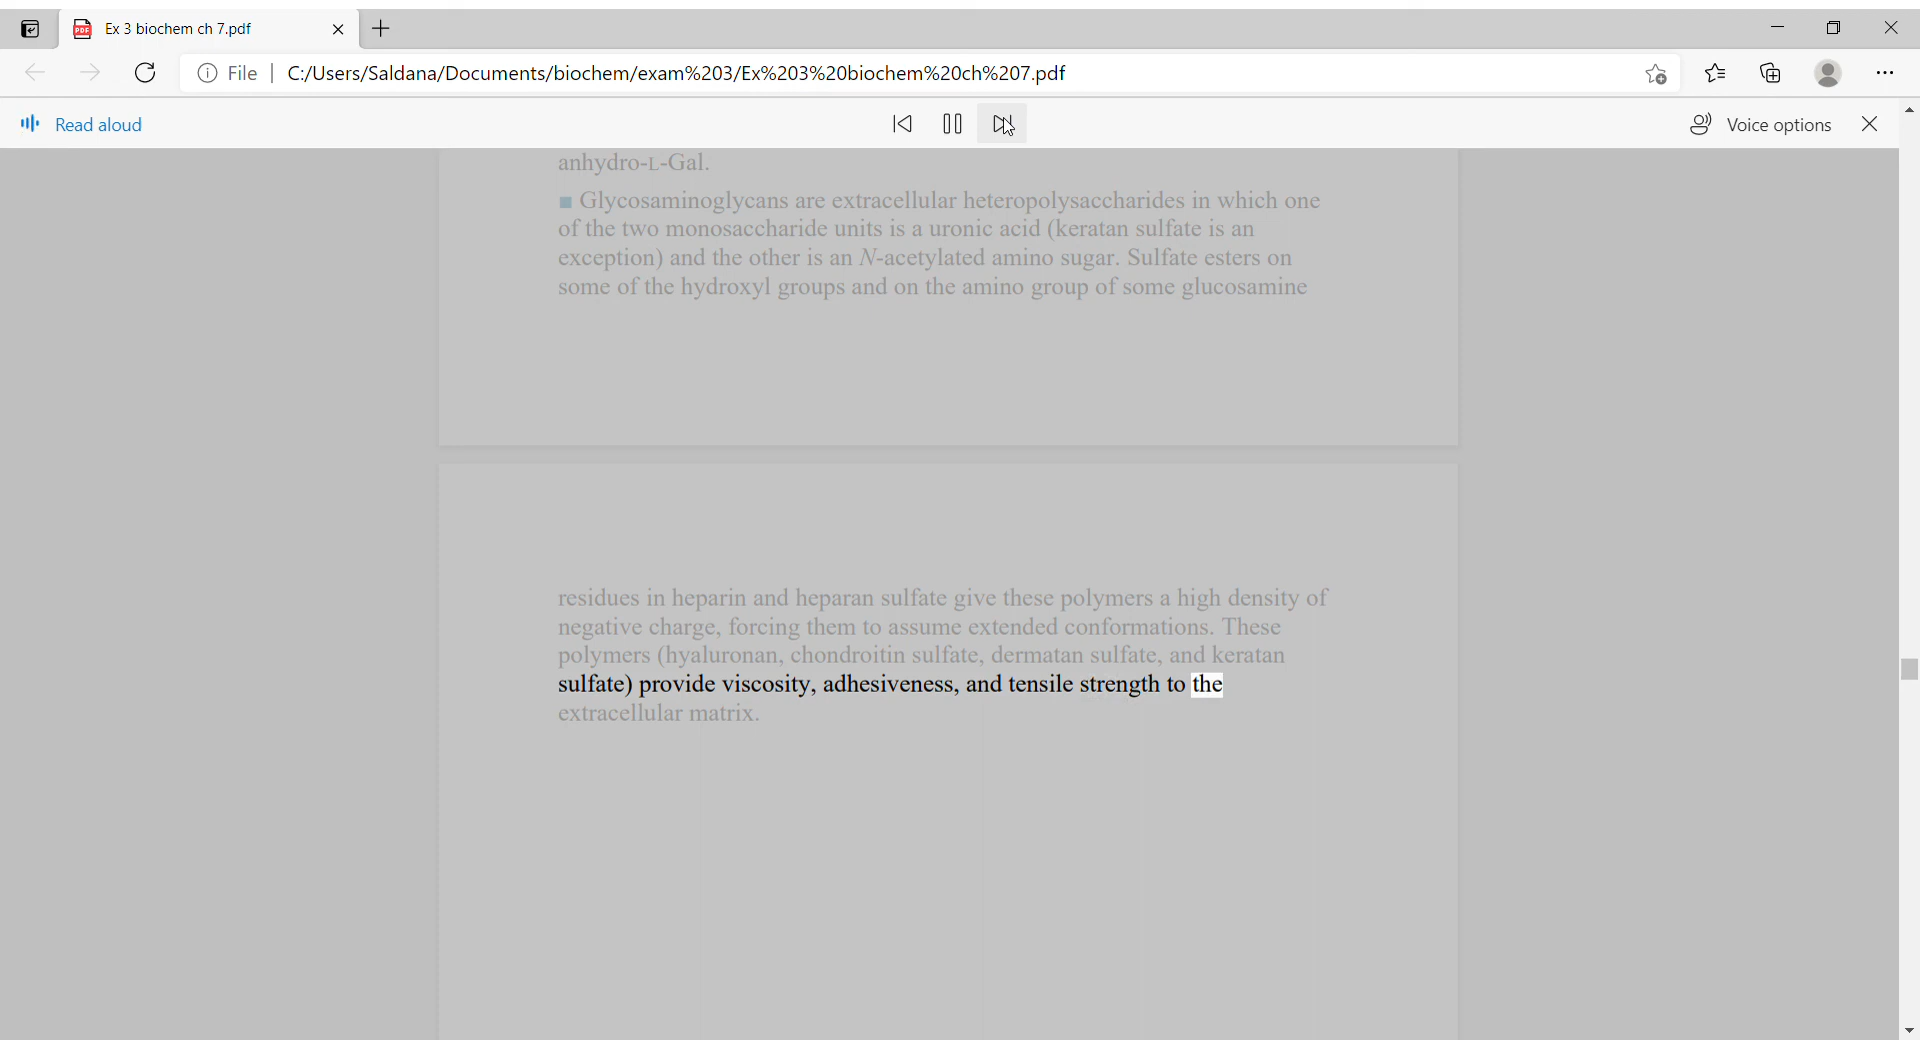 Ex 3 biochem ch 7.pdf
File
C:/Users/Saldana/Documents/biochem/exam%203/Ex%203%20biochem%20ch%207.pdf
Read aloud
Voice options
anhydro-L-Gal.
■ Glycosaminoglycans are extracellular heteropolysaccharides in which one
of the two monosaccharide units is a uronic acid (keratan sulfate is an
exception) and the other is an N-acetylated amino sugar. Sulfate esters on
some of the hydroxyl groups and on the amino group of some glucosamine
residues in heparin and heparan sulfate give these polymers a high density of
negative charge, forcing them to assume extended conformations. These
polymers (hyaluronan, chondroitin sulfate, dermatan sulfate, and keratan
sulfate) provide viscosity, adhesiveness, and tensile strength to the
extracellular matrix.